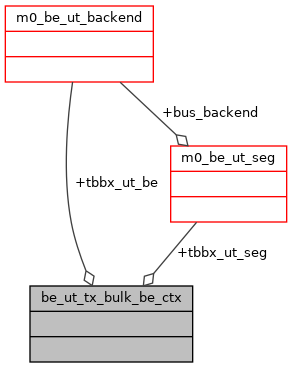 m0_be_ut_backend
+bus_backend
m0_be_ut_seg
+tbbx_ut_be
+tbbx_ut_seg
be_ut_tx_bulk_be_ctx